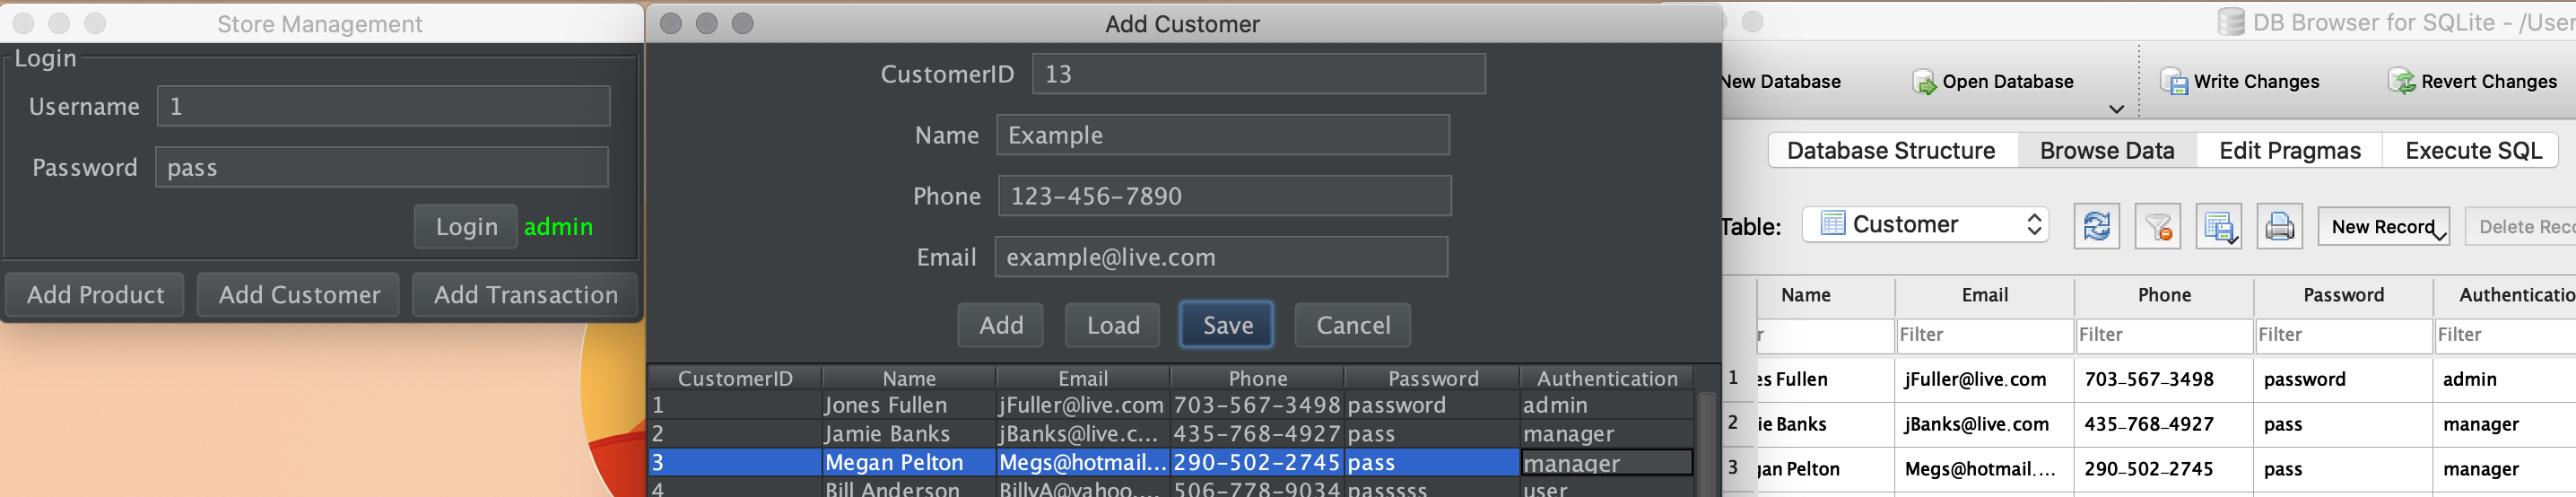 Store Management
Login
Username 1
Password pass
Login admin
Add Product Add Customer Add Transaction
Add Customer
CustomerID 13
Name Example
Phone 123-456-7890
Email example@live.com
Add Load Save Cancel
CustomerID Name Email Phone Password Authentication
1 Jones Fullen jFuller@live.com 703-567-3498 password admin
2 Jamie Banks jBanks@live.c... 435-768-4927 pass manager
3 Megan Pelton Megs@hotmail... 290-502-2745 pass manager
4 Bill Anderson BillyA@yahoo.... 506-778-9034 passsss user
DB Browser for SQLite - /User
New Database Open Database Write Changes Revert Changes
Database Structure Browse Data Edit Pragmas Execute SQL
Table: Customer New Record Delete Reco
Name Email Phone Password Authenticatio
r Filter Filter Filter Filter
1 es Fullen jFuller@live.com 703-567-3498 password admin
2 ie Banks jBanks@live.com 435-768-4927 pass manager
3 gan Pelton Megs@hotmail.... 290-502-2745 pass manager